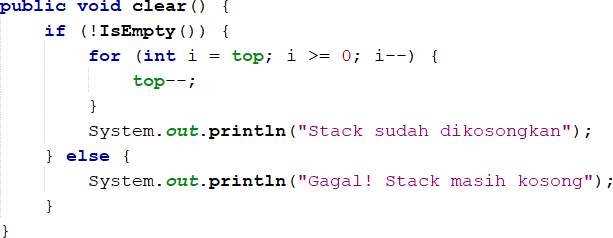 public void clear() {
    if (!IsEmpty()) {
        for (int i = top; i >= 0; i--) {
            top--;
        }
        System.out.println("Stack sudah dikosongkan");
    } else {
        System.out.println("Gagal! Stack masih kosong");
    }
}